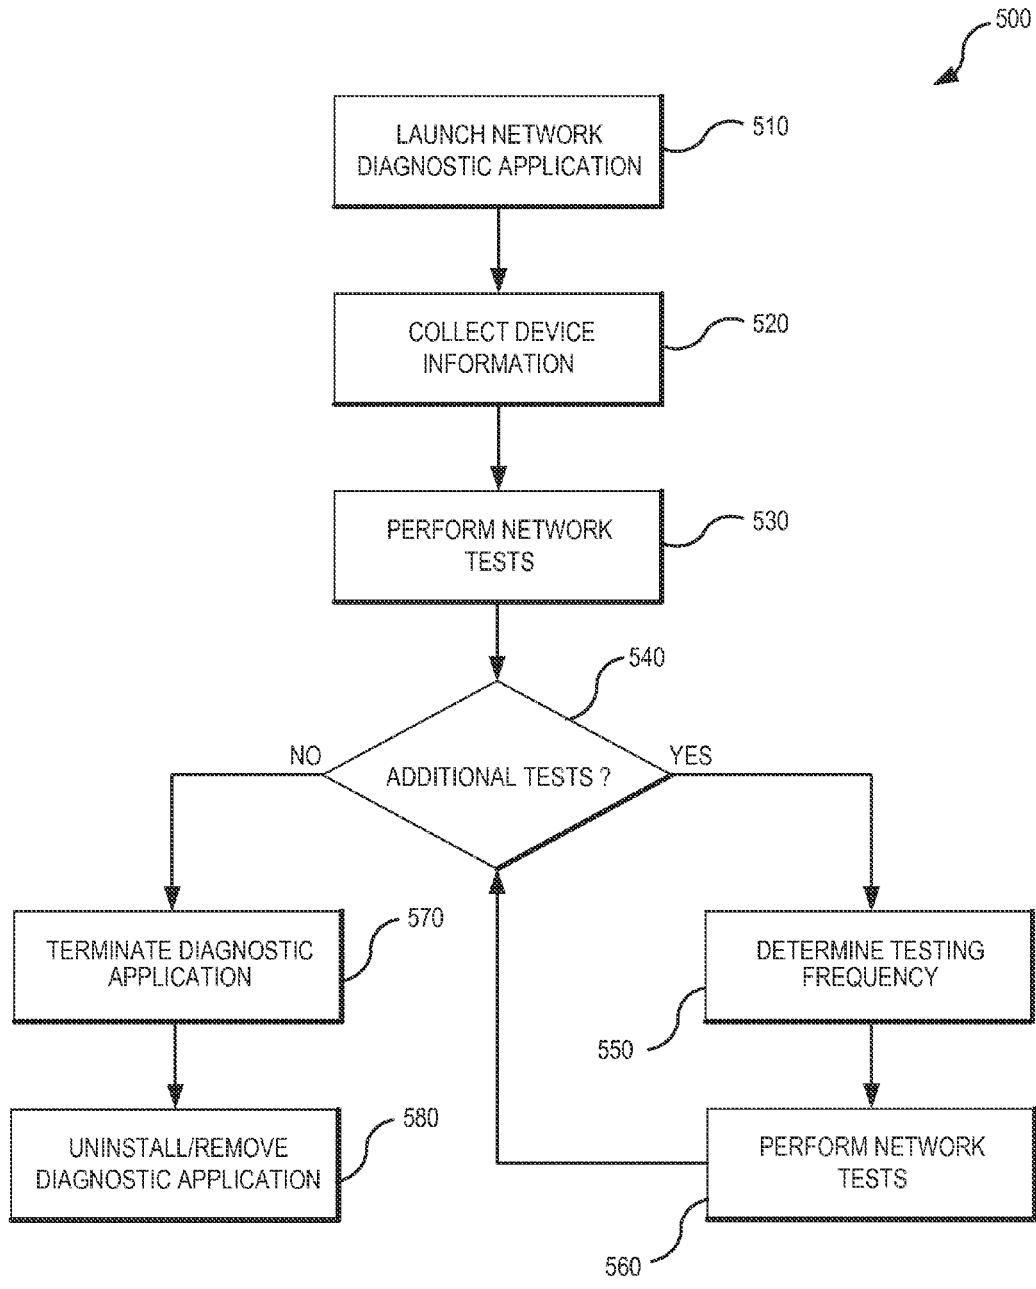 500
LAUNCH NETWORK
DIAGNOSTIC APPLICATION
510
COLLECT DEVICE
INFORMATION
520
PERFORM NETWORK
TESTS
530
540
NO
ADDITIONAL TESTS ?
YES
TERMINATE DIAGNOSTIC
APPLICATION
570
DETERMINE TESTING
FREQUENCY
550
UNINSTALL/REMOVE
DIAGNOSTIC APPLICATION
580
PERFORM NETWORK
TESTS
560